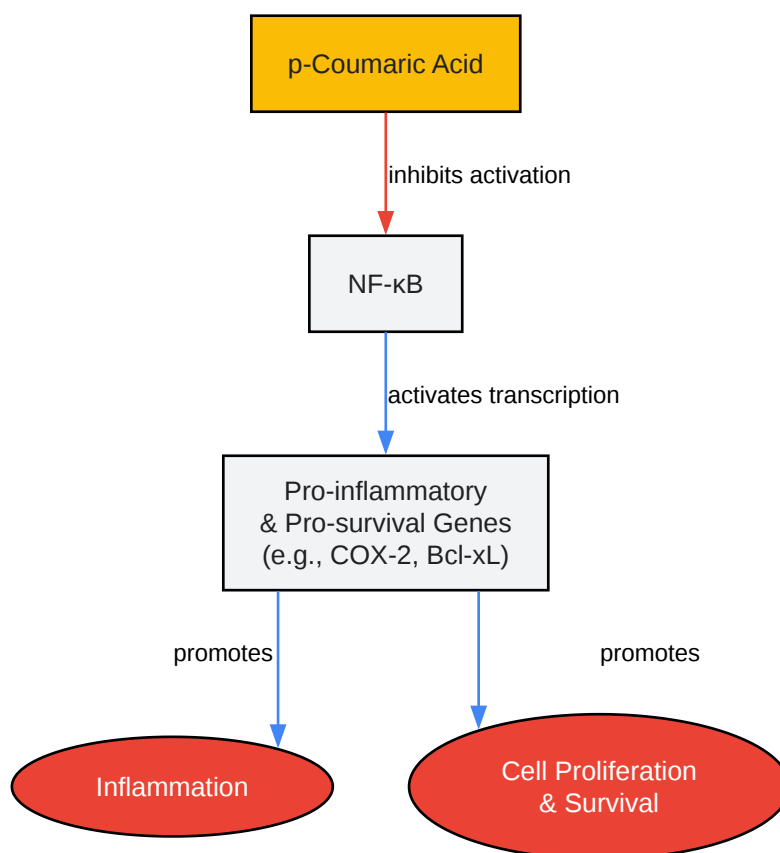 p-Coumaric Acid
inhibits activation
NF-κB
activates transcription
Pro-inflammatory
& Pro-survival Genes
(e.g., COX-2, Bcl-xL)
promotes
promotes
Inflammation
Cell Proliferation
& Survival